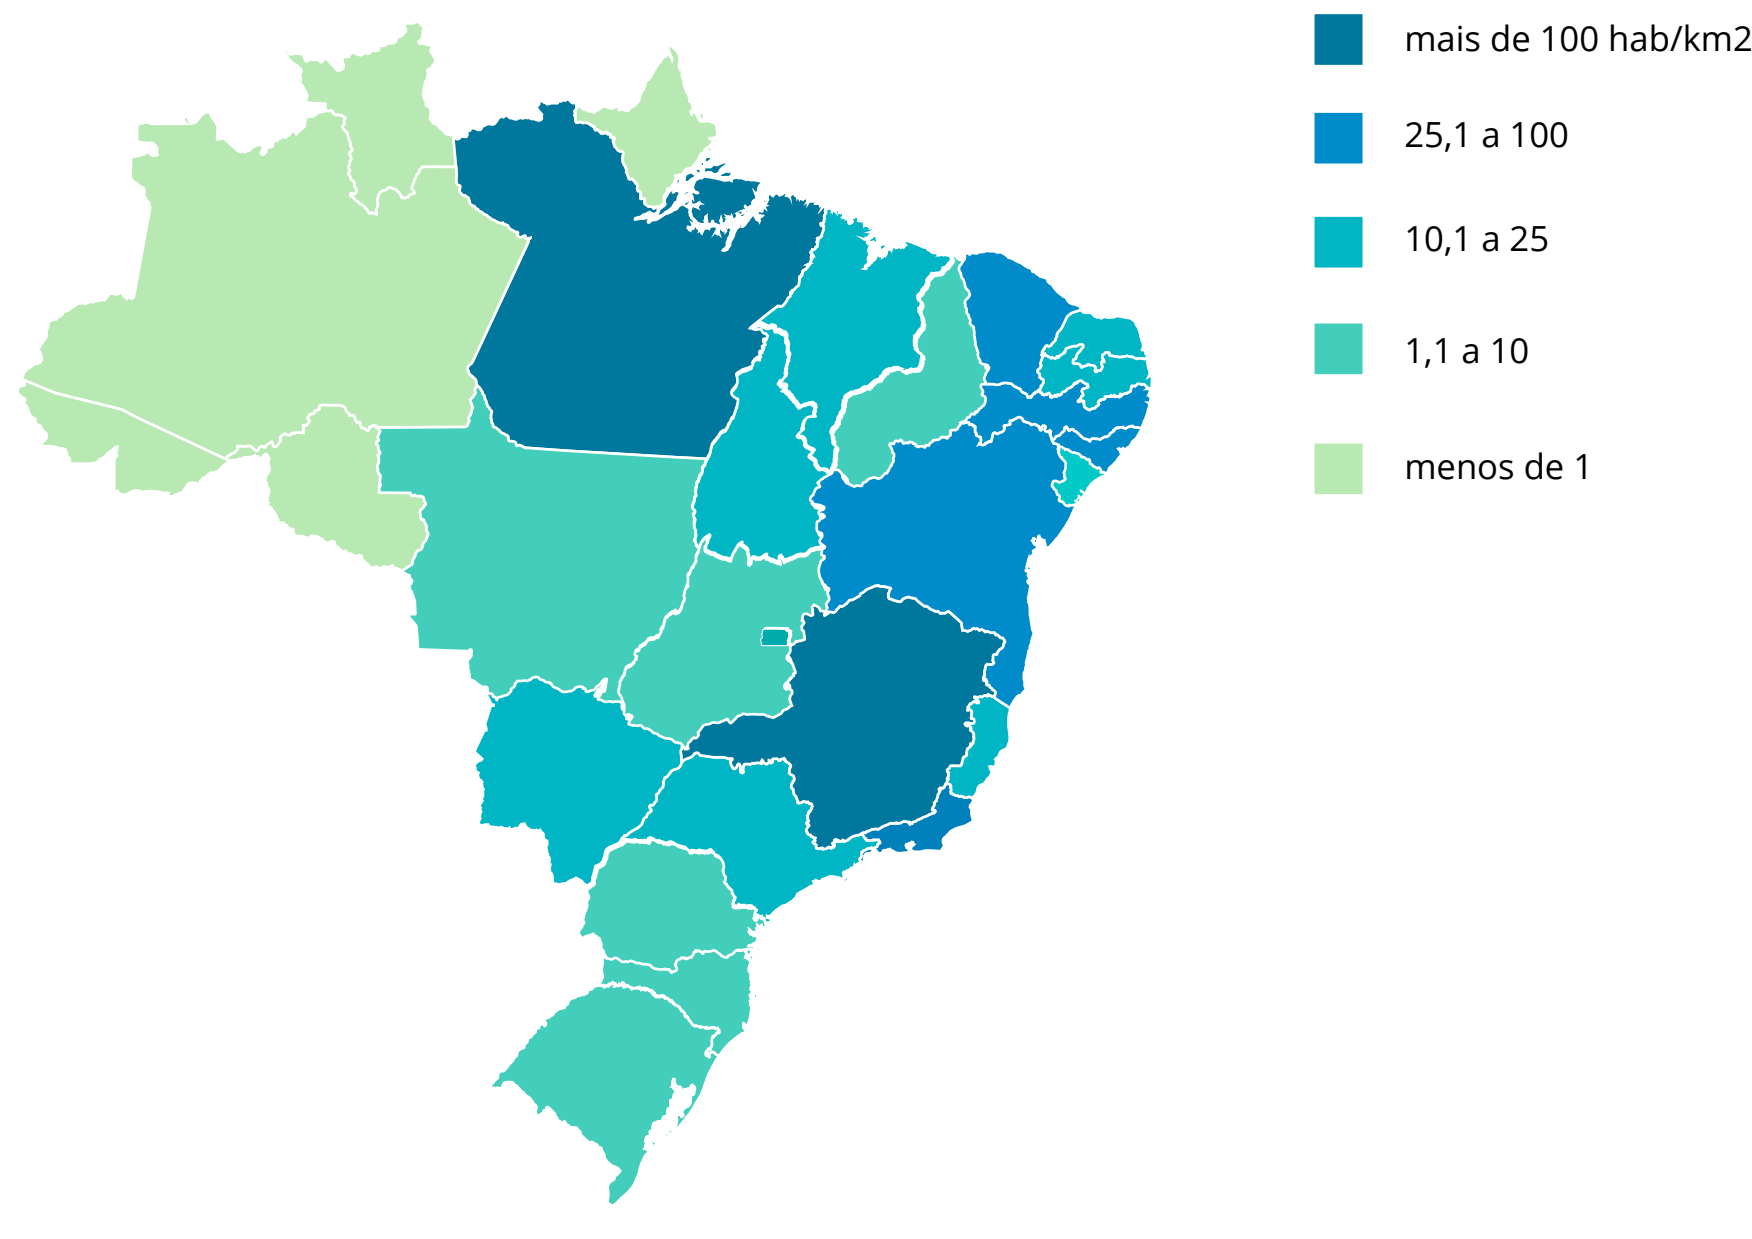 mais de 100 hab/km2
25,1 a 100
10,1 a 25
1,1 a 10
menos de 1